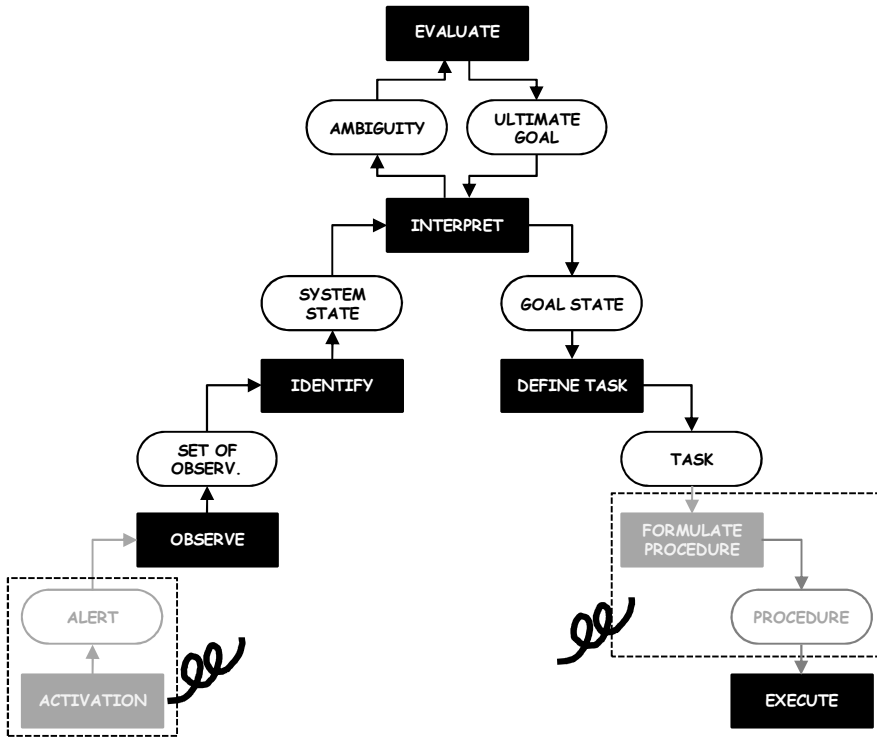 EVALUATE
AMBIGUITY
ULTIMATE
GOAL
INTERPRET
SYSTEM
STATE
GOAL STATE
IDENTIFY
DEFINE TASK
SET OF
OBSERV.
TASK
OBSERVE
FORMULATE
PROCEDURE
ALERT
PROCEDURE
ACTIVATION
EXECUTE